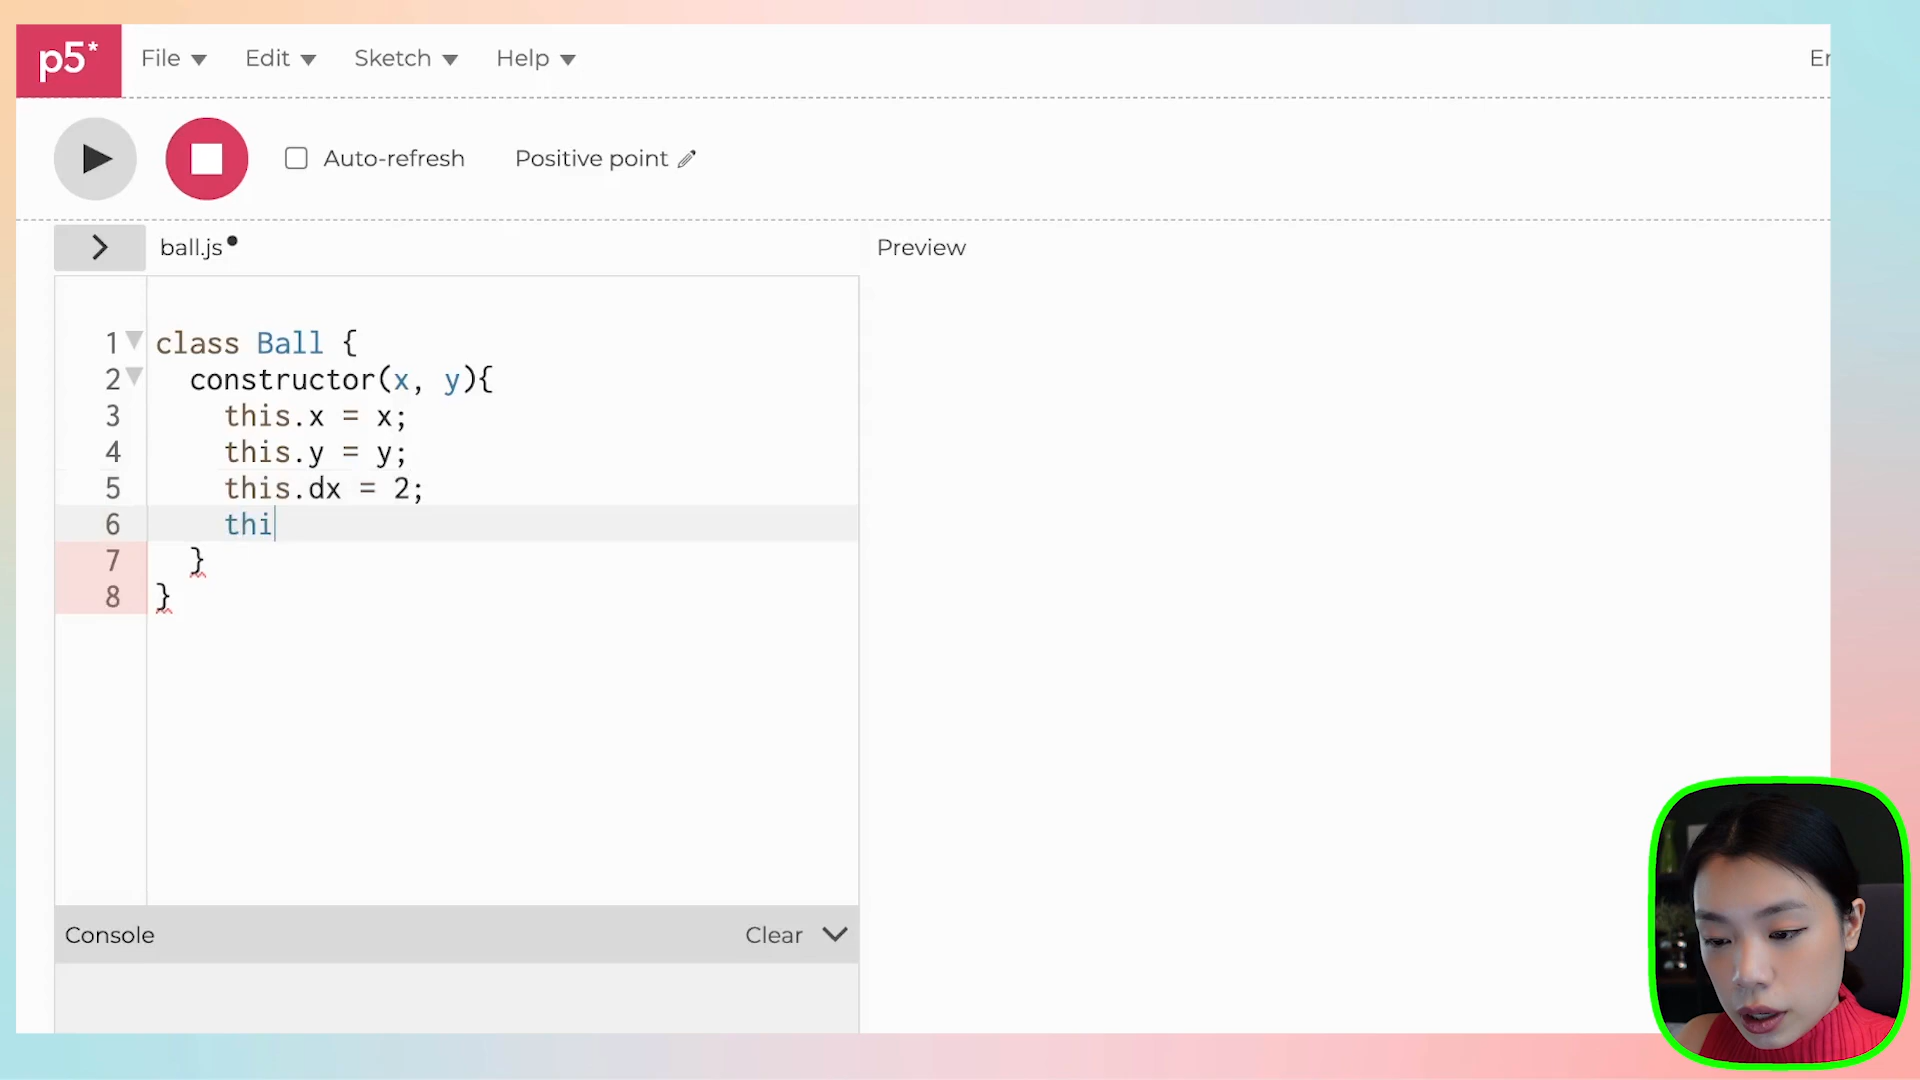 p5* File Edit Sketch Help Er
Auto-refresh Positive point
> ball.js• Preview
1 class Ball {
2 constructor(x, y){
3 this.x = x;
4 this.y = y;
5 this.dx = 2;
6 thi
7 }
8 }
Console Clear